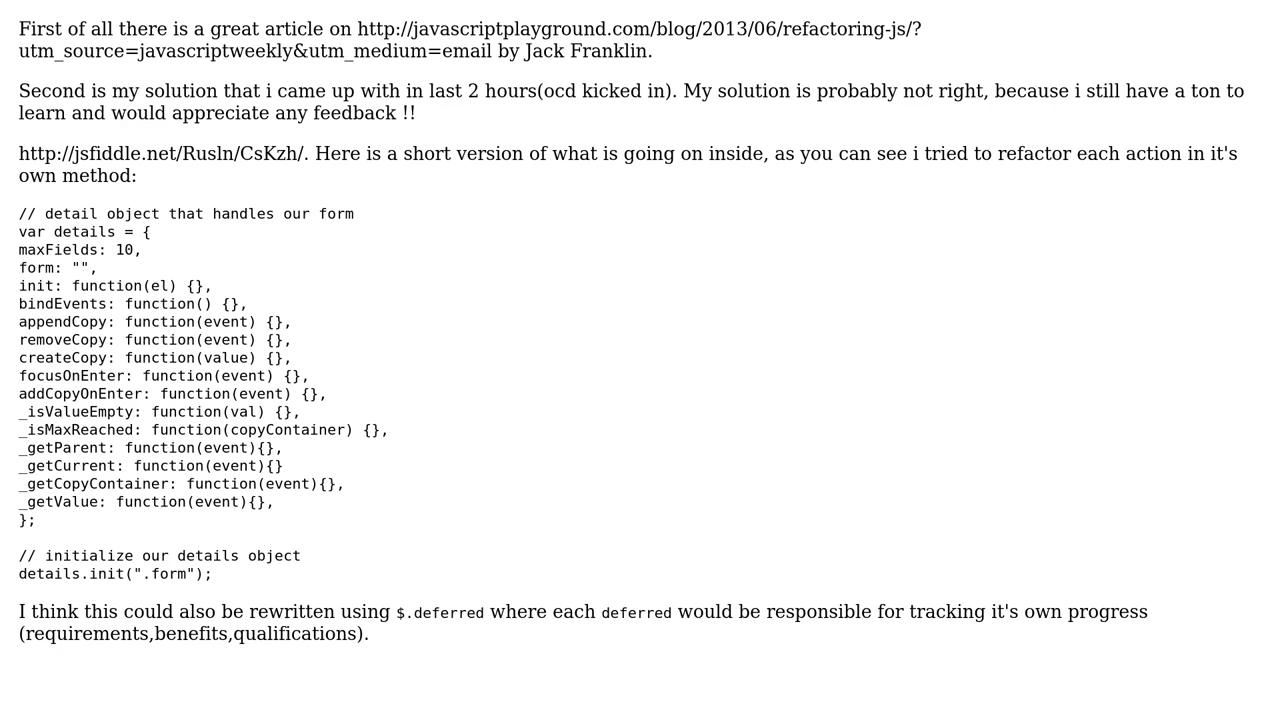 First of all there is a great article on http://javascriptplayground.com/blog/2013/06/refactoring-js/?
utm_source=javascriptweekly&utm_medium=email by Jack Franklin.
Second is my solution that i came up with in last 2 hours(ocd kicked in). My solution is probably not right, because i still have a ton to
learn and would appreciate any feedback !!
http://jsfiddle.net/Rusln/CsKzh/. Here is a short version of what is going on inside, as you can see i tried to refactor each action in it's
own method:
// detail object that handles our form
var details = {
maxFields: 10,
form: "",
init: function(el) {},
bindEvents: function() {},
appendCopy: function(event) {},
removeCopy: function(event) {},
createCopy: function(value) {},
focusOnEnter: function(event) {},
addCopyOnEnter: function(event) {},
_isValueEmpty: function(val) {},
_isMaxReached: function(copyContainer) {},
_getParent: function(event){},
_getCurrent: function(event){}
_getCopyContainer: function(event){},
_getValue: function(event){},
};
// initialize our details object
details.init(".form");
I think this could also be rewritten using $.deferred where each deferred would be responsible for tracking it's own progress
(requirements,benefits,qualifications).